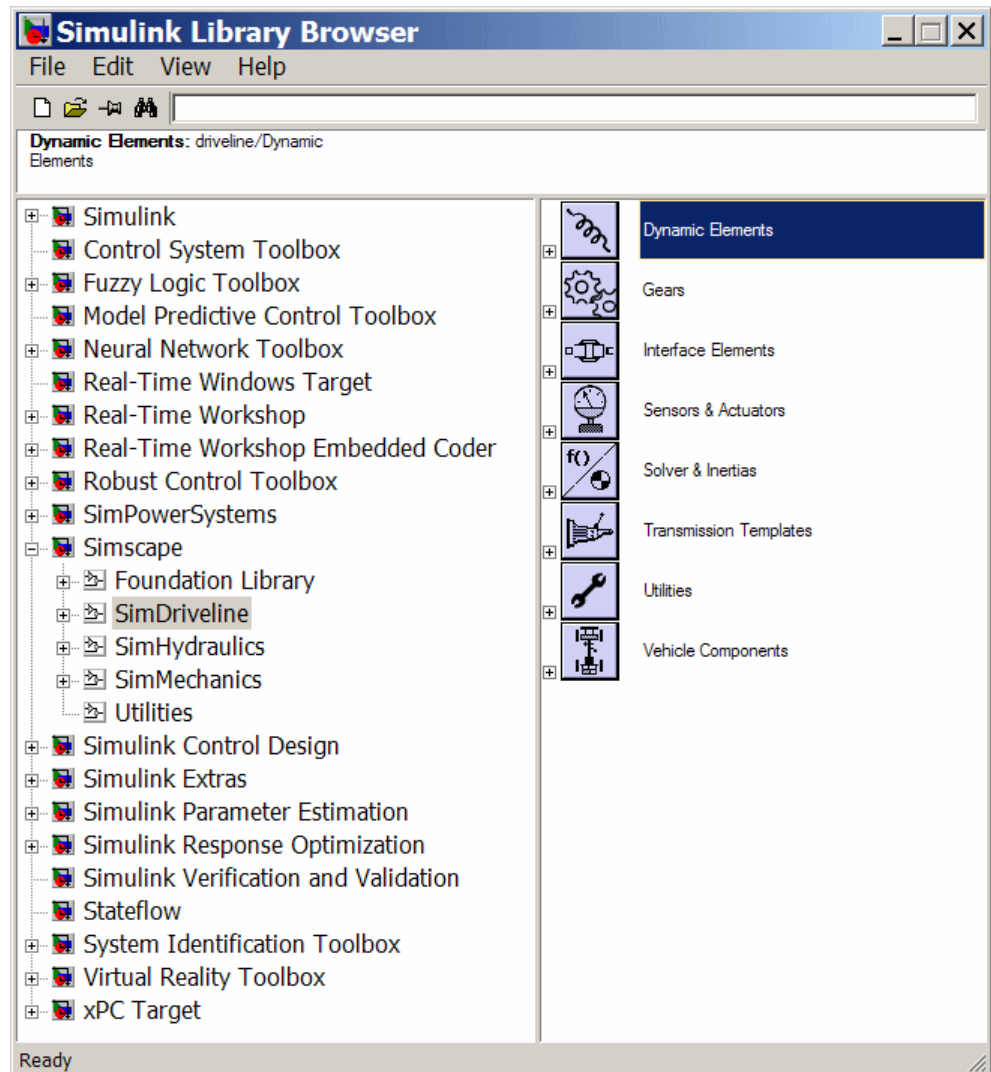 Simulink Library Browser
File Edit View Help
Dynamic Elements: driveline/Dynamic
Elements
Simulink
Control System Toolbox
Fuzzy Logic Toolbox
Model Predictive Control Toolbox
Neural Network Toolbox
Real-Time Windows Target
Real-Time Workshop
Real-Time Workshop Embedded Coder
Robust Control Toolbox
SimPowerSystems
Simscape
Foundation Library
SimDriveline
SimHydraulics
SimMechanics
Utilities
Simulink Control Design
Simulink Extras
Simulink Parameter Estimation
Simulink Response Optimization
Simulink Verification and Validation
Stateflow
System Identification Toolbox
Virtual Reality Toolbox
xPC Target
Dynamic Elements
Gears
Interface Elements
Sensors & Actuators
f()
Solver & Inertias
Transmission Templates
Utilities
Vehicle Components
Ready